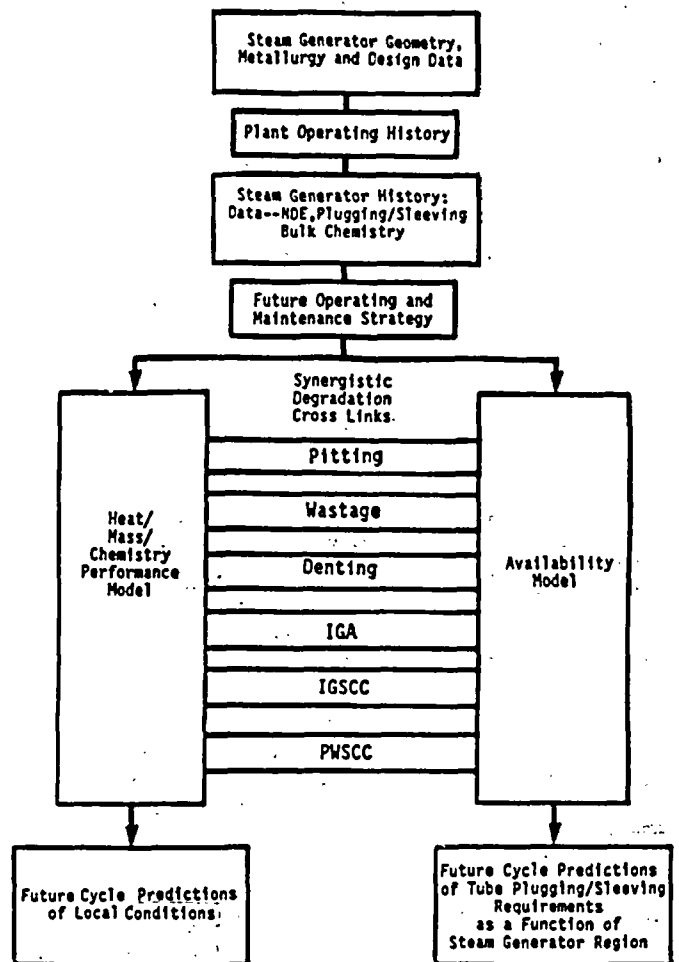 Steam Generator Geometry,
Metallurgy and Design Data
Plant Operating History
Steam Generator History:
Data--NDE,Plugging/Sleeving
Bulk Chemistry
Future Operating and
Maintenance Strategy
Synergistic
Degradation
Cross Links
Pitting
Wastage
Denting
IGA
IGSCC
PWSCC
Heat/
Mass/
Chemistry
Performance
Model
Availability
Model
Future Cycle Predictions
of Local Conditions
Future Cycle Predictions
of Tube Plugging/Sleeving
Requirements
as a Function of
Steam Generator Region